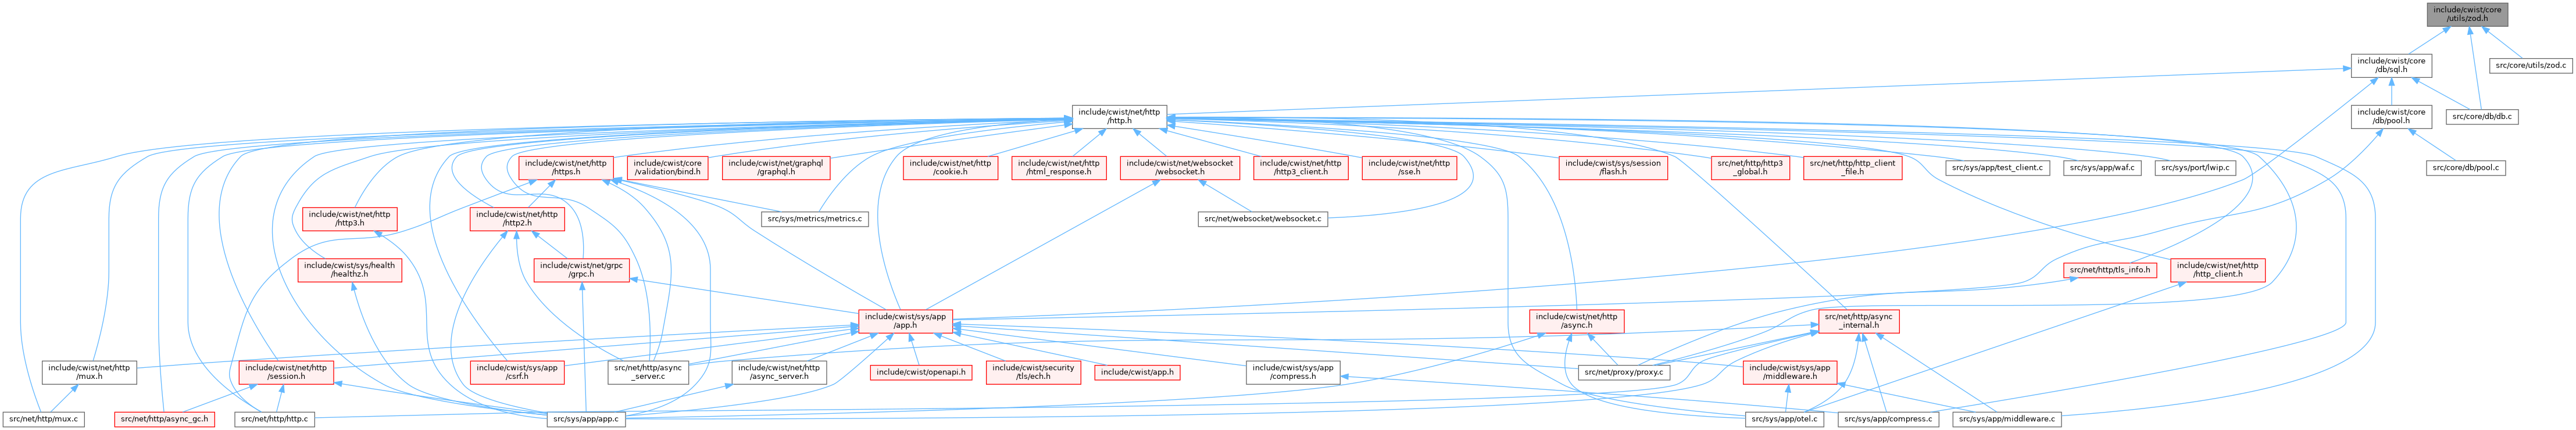 include/cwist/core
/utils/zod.h
include/cwist/core
/db/sql.h
src/core/utils/zod.c
include/cwist/net/http
/http.h
include/cwist/core
/db/pool.h
src/core/db/db.c
include/cwist/net/http
/https.h
include/cwist/core
/validation/bind.h
include/cwist/net/graphql
/graphql.h
include/cwist/net/http
/cookie.h
include/cwist/net/http
/html_response.h
include/cwist/net/websocket
/websocket.h
include/cwist/net/http
/http3_client.h
include/cwist/net/http
/sse.h
include/cwist/sys/session
/flash.h
src/net/http/http3
_global.h
src/net/http/http_client
_file.h
src/sys/app/test_client.c
src/sys/app/waf.c
src/sys/port/lwip.c
src/core/db/pool.c
include/cwist/net/http
/http3.h
include/cwist/net/http
/http2.h
src/sys/metrics/metrics.c
src/net/websocket/websocket.c
include/cwist/sys/health
/healthz.h
include/cwist/net/grpc
/grpc.h
src/net/http/tls_info.h
include/cwist/net/http
/http_client.h
include/cwist/sys/app
/app.h
include/cwist/net/http
/async.h
src/net/http/async
_internal.h
include/cwist/net/http
/mux.h
include/cwist/net/http
/session.h
include/cwist/sys/app
/csrf.h
src/net/http/async
_server.c
include/cwist/net/http
/async_server.h
include/cwist/openapi.h
include/cwist/security
/tls/ech.h
include/cwist/app.h
include/cwist/sys/app
/compress.h
src/net/proxy/proxy.c
include/cwist/sys/app
/middleware.h
src/net/http/mux.c
src/net/http/async_gc.h
src/net/http/http.c
src/sys/app/app.c
src/sys/app/otel.c
src/sys/app/compress.c
src/sys/app/middleware.c